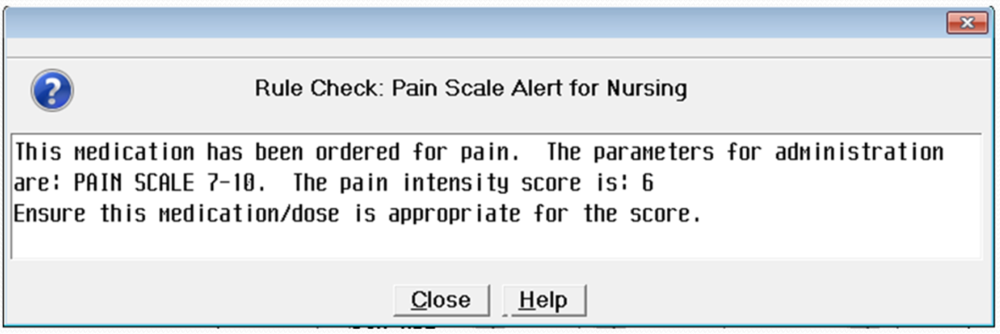 Rule Check: Pain Scale Alert for Nursing
This medication has been ordered for pain.  The parameters for administration
are: PAIN SCALE 7-10.  The pain intensity score is: 6
Ensure this medication/dose is appropriate for the score.
Close Help